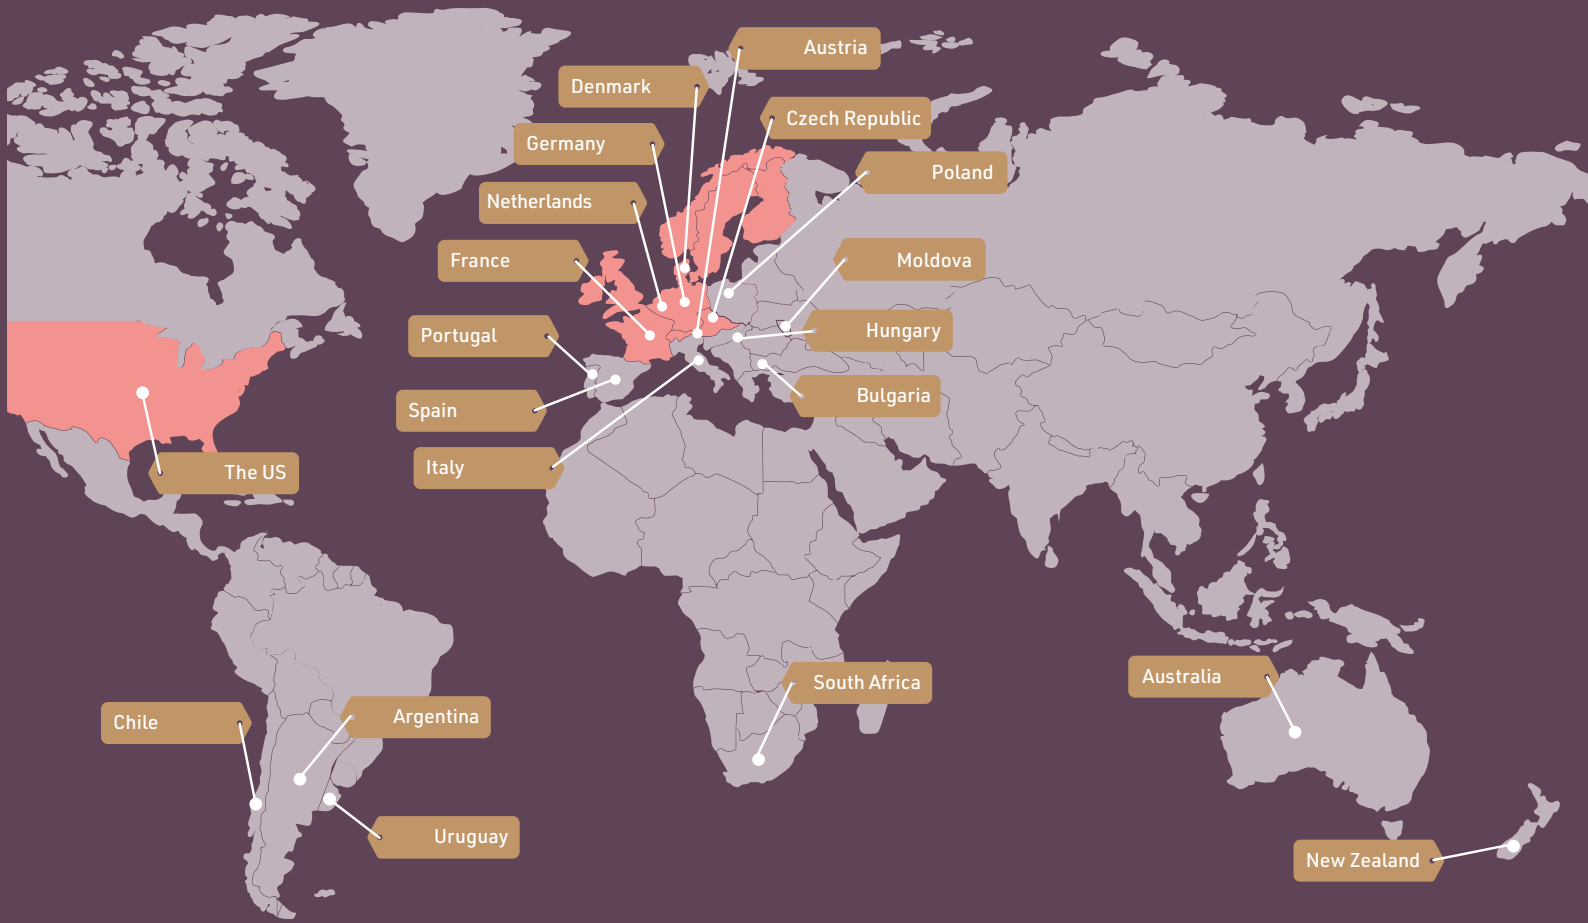 Austria
Denmark
Czech Republic
Germany
Poland
Netherlands
France
Moldova
Portugal
Hungary
Spain
Bulgaria
Italy
The US
South Africa
Australia
Chile
Argentina
Uruguay
New Zealand